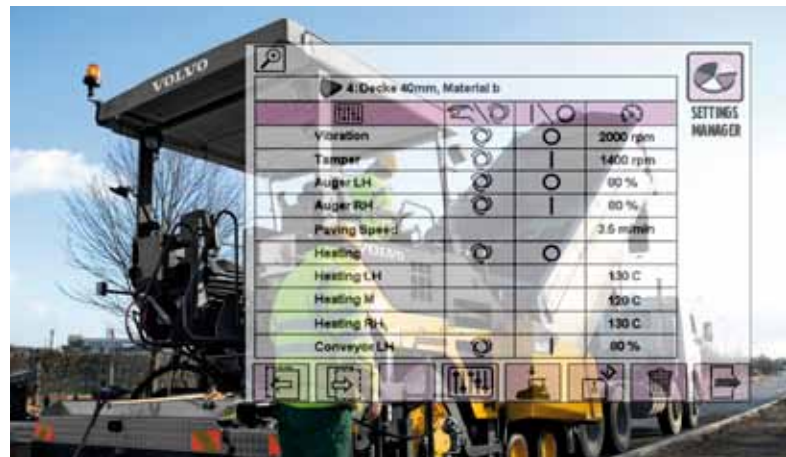 VOLVO
4: Decke 40mm, Material b
SETTINGS
MANAGER
Vibration 2000 rpm
Tamper 1400 rpm
Auger LH 80 %
Auger RH 80 %
Paving Speed 3.5 m/min
Heating
Heating LH 130 C
Heating M 120 C
Heating RH 130 C
Conveyor LH 80 %